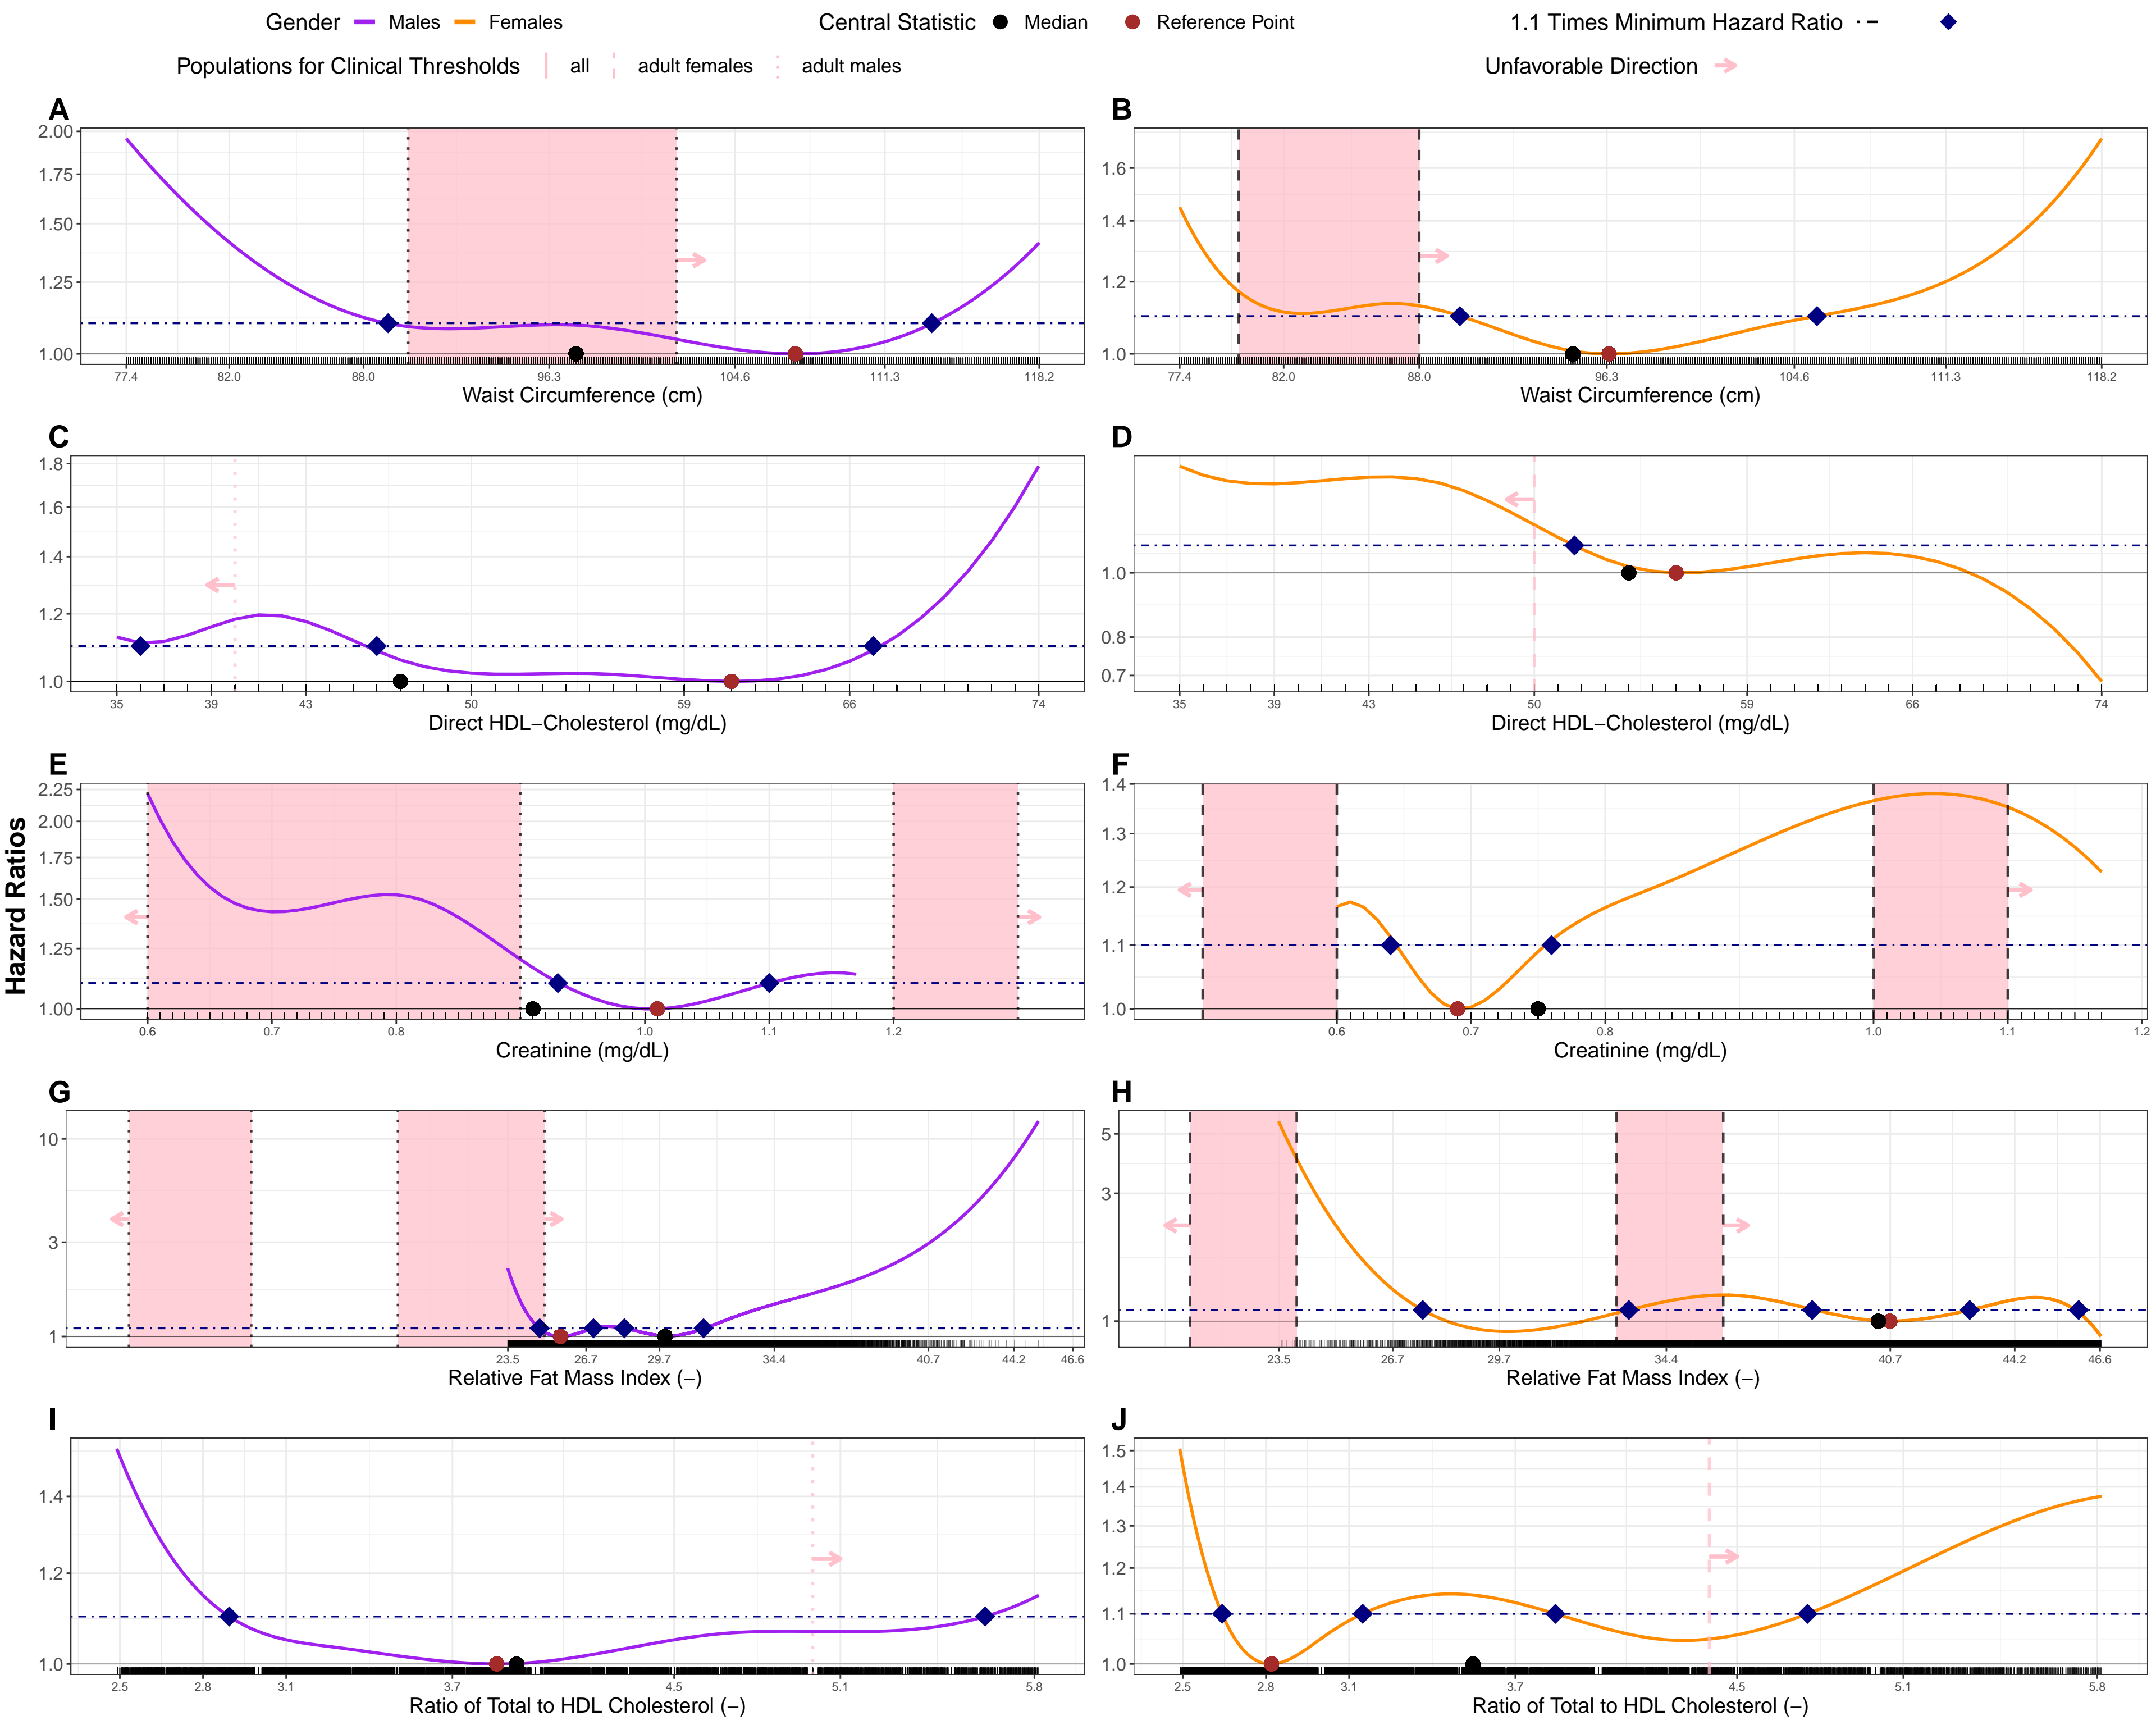 Gender Males Females Central Statistic Median Reference Point 1.1 Times Minimum Hazard Ratio
Populations for Clinical Thresholds all adult females adult males Unfavorable Direction
Hazard Ratios
A
2.00
1.75
1.50
1.25
1.00
77.4 82.0 88.0 96.3 104.6 111.3 118.2
Waist Circumference (cm)
B
1.6
1.4
1.2
1.0
77.4 82.0 88.0 96.3 104.6 111.3 118.2
Waist Circumference (cm)
C
1.8
1.6
1.4
1.2
1.0
35 39 43 50 59 66 74
Direct HDL−Cholesterol (mg/dL)
D
1.0
0.8
0.7
35 39 43 50 59 66 74
Direct HDL−Cholesterol (mg/dL)
E
2.25
2.00
1.75
1.50
1.25
1.00
0.6 0.7 0.8 1.0 1.1 1.2
Creatinine (mg/dL)
F
1.4
1.3
1.2
1.1
1.0
0.6 0.7 0.8 1.0 1.1 1.2
Creatinine (mg/dL)
G
10
3
1
23.5 26.7 29.7 34.4 40.7 44.2 46.6
Relative Fat Mass Index (−)
H
5
3
1
23.5 26.7 29.7 34.4 40.7 44.2 46.6
Relative Fat Mass Index (−)
I
1.4
1.2
1.0
2.5 2.8 3.1 3.7 4.5 5.1 5.8
Ratio of Total to HDL Cholesterol (−)
J
1.5
1.4
1.3
1.2
1.1
1.0
2.5 2.8 3.1 3.7 4.5 5.1 5.8
Ratio of Total to HDL Cholesterol (−)